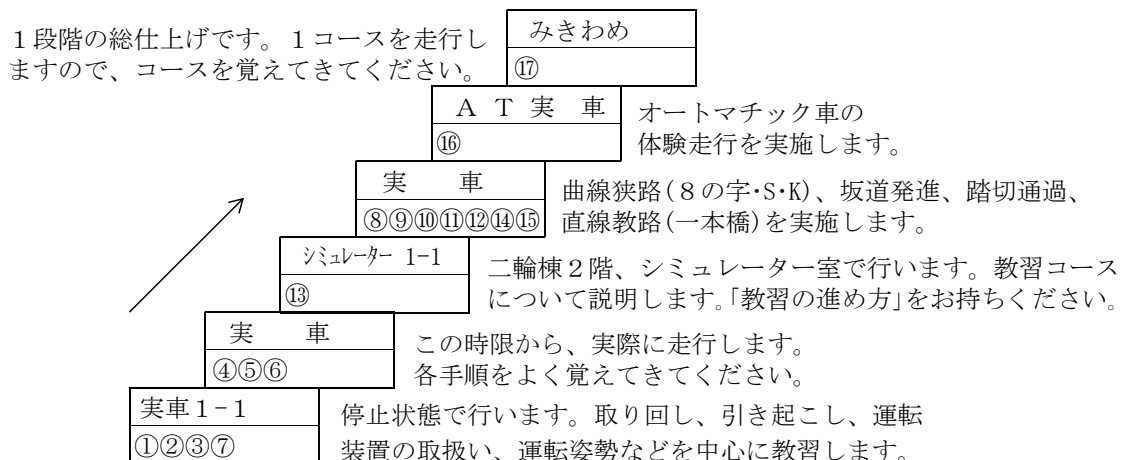 １段階の総仕上げです。１コースを走行し
ますので、コースを覚えてきてください。
みきわめ
⑰
ＡＴ実車
⑯
オートマチック車の
体験走行を実施します。
実車
⑧⑨⑩⑪⑫⑭⑮
曲線狭路(８の字･S･K)、坂道発進、踏切通過、
直線教路(一本橋)を実施します。
ｼﾐｭﾚｰﾀｰ 1-1
⑬
二輪棟２階、シミュレーター室で行います。教習コース
について説明します｡｢教習の進め方｣をお持ちください。
実車
④⑤⑥
この時限から、実際に走行します。
各手順をよく覚えてきてください。
実車１-１
①②③⑦
停止状態で行います。取り回し、引き起こし、運転
装置の取扱い、運転姿勢などを中心に教習します。